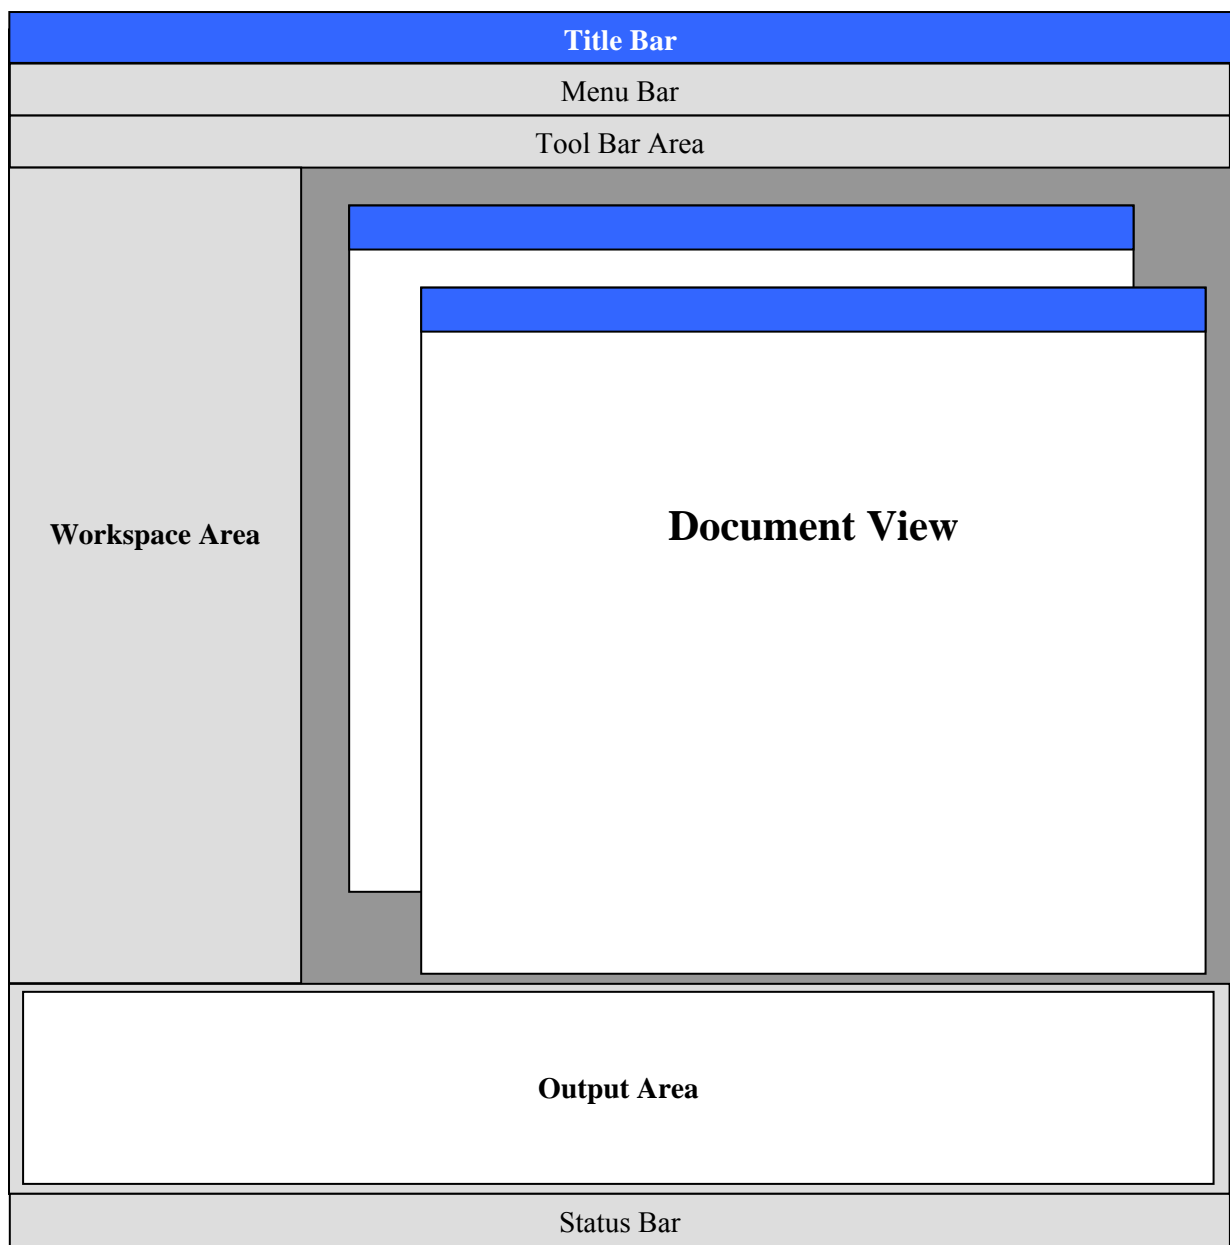 Title Bar
Menu Bar
Tool Bar Area
Workspace Area
Document View
Output Area
Status Bar